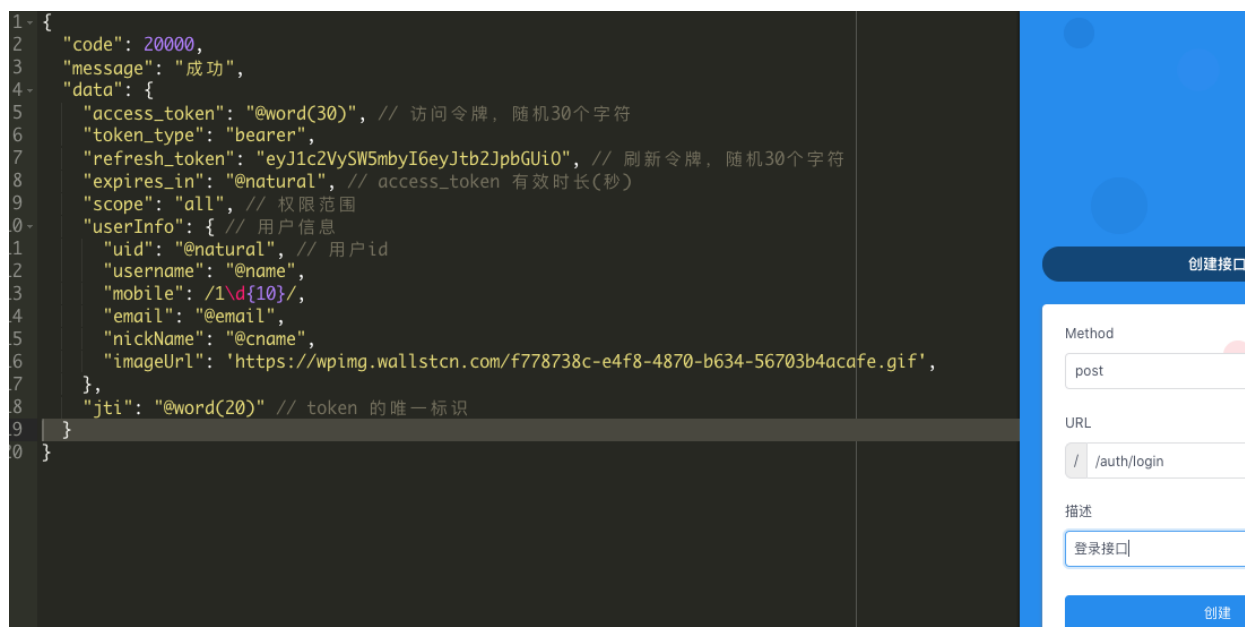 1 {
2 "code": 20000,
3 "message": "成功",
4 "data": {
5 "access_token": "@word(30)", // 访问令牌, 随机30个字符
6 "token_type": "bearer",
7 "refresh_token": "eyJ1c2VySW5mbyI6eyJtb2JpbGUiO", // 刷新令牌, 随机30个字符
8 "expires_in": "@natural", // access_token 有效时长(秒)
9 "scope": "all", // 权限范围
0 "userInfo": { // 用户信息
1 "uid": "@natural", // 用户id
2 "username": "@name",
3 "mobile": /1\d{10}/,
4 "email": "@email",
5 "nickName": "@cname",
6 "imageUrl": 'https://wpimg.wallstcn.com/f778738c-e4f8-4870-b634-56703b4acafe.gif',
7 },
8 "jti": "@word(20)" // token 的唯一标识
9 }
0 }
创建接口
Method
post
URL
/ /auth/login
描述
登录接口
创建